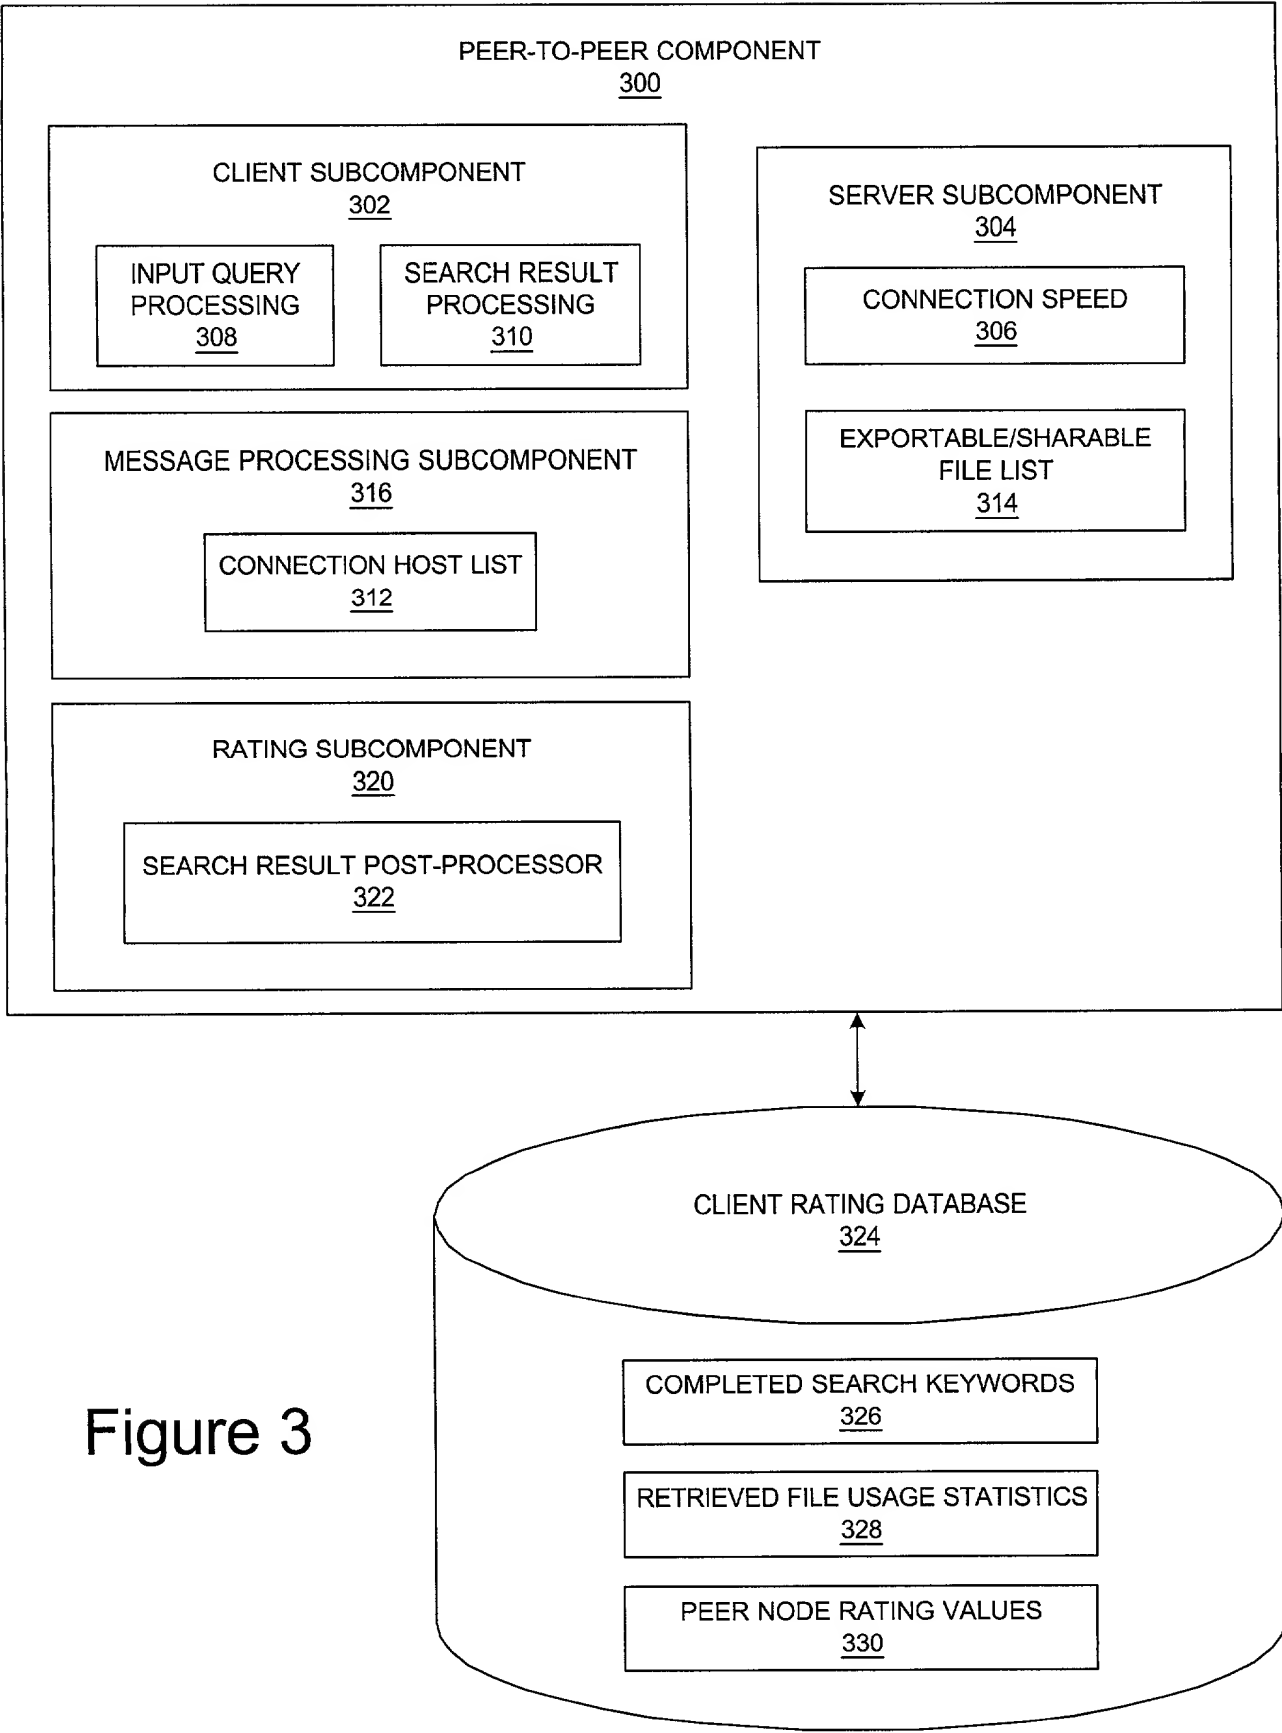 PEER-TO-PEER COMPONENT
300
CLIENT SUBCOMPONENT
302
INPUT QUERY
PROCESSING
308
SEARCH RESULT
PROCESSING
310
SERVER SUBCOMPONENT
304
CONNECTION SPEED
306
EXPORTABLE/SHARABLE
FILE LIST
314
MESSAGE PROCESSING SUBCOMPONENT
316
CONNECTION HOST LIST
312
RATING SUBCOMPONENT
320
SEARCH RESULT POST-PROCESSOR
322
CLIENT RATING DATABASE
324
COMPLETED SEARCH KEYWORDS
326
RETRIEVED FILE USAGE STATISTICS
328
PEER NODE RATING VALUES
330
Figure 3